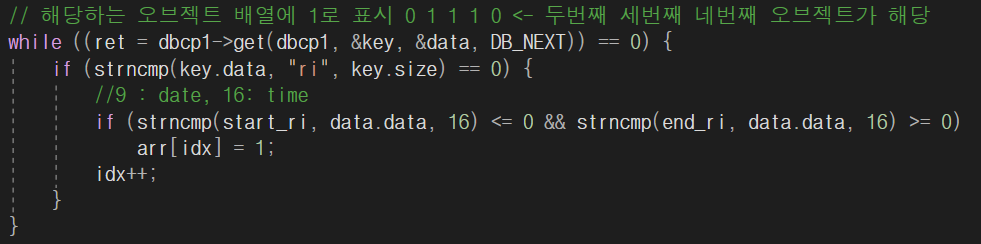 // 해당하는 오브젝트 배열에 1로 표시 0 1 1 1 0 <- 두번째 세번째 네번째 오브젝트가 해당
while ((ret = dbcp1->get(dbcp1, &key, &data, DB_NEXT)) == 0) {
if (strncmp(key.data, "ri", key.size) == 0) {
//9 : date, 16: time
if (strncmp(start_ri, data.data, 16) <= 0 && strncmp(end_ri, data.data, 16) >= 0)
arr[idx] = 1;
idx++;
}
}